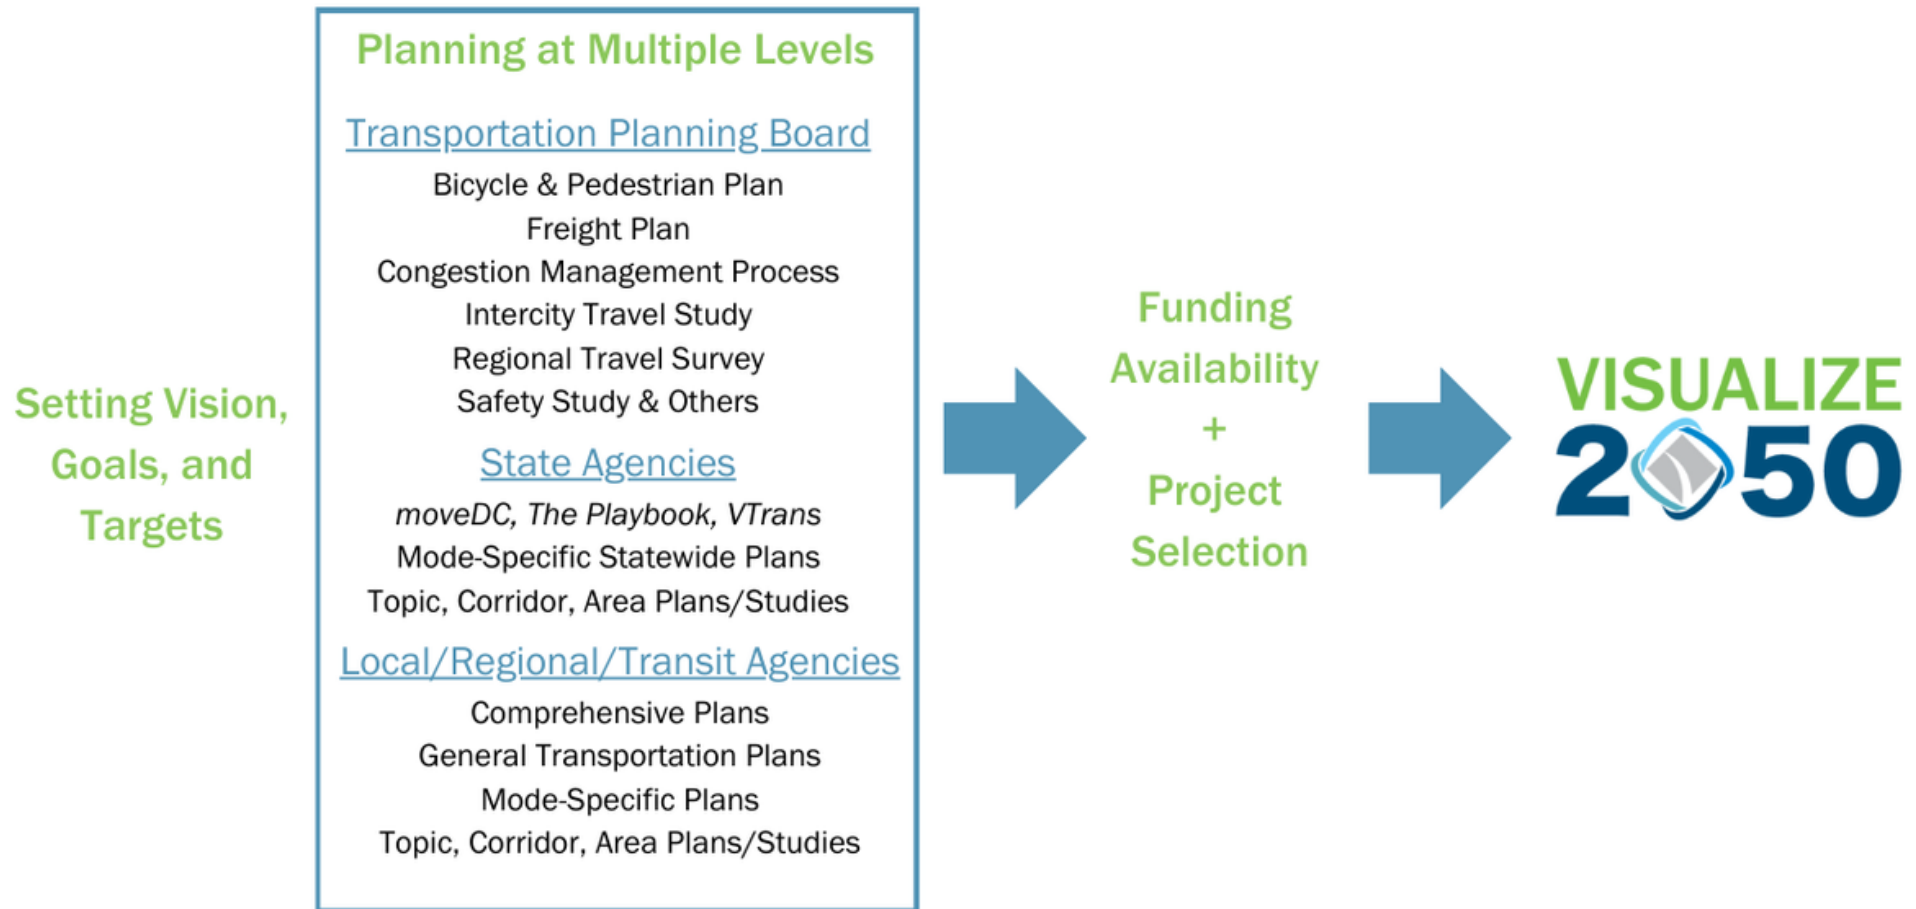 Setting Vision,
Goals, and
Targets
Planning at Multiple Levels
Transportation Planning Board
Bicycle & Pedestrian Plan
Freight Plan
Congestion Management Process
Intercity Travel Study
Regional Travel Survey
Safety Study & Others
State Agencies
moveDC, The Playbook, VTrans
Mode-Specific Statewide Plans
Topic, Corridor, Area Plans/Studies
Local/Regional/Transit Agencies
Comprehensive Plans
General Transportation Plans
Mode-Specific Plans
Topic, Corridor, Area Plans/Studies
Funding
Availability
+
Project
Selection
VISUALIZE
2050